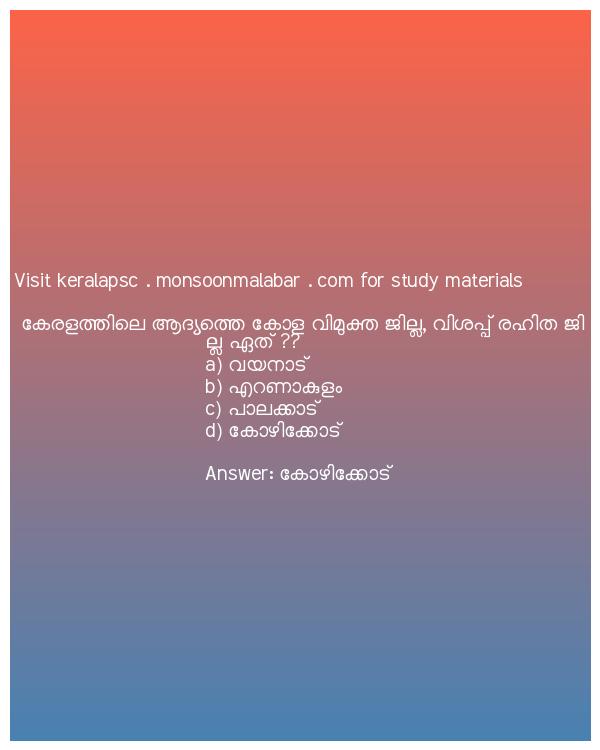 Visit keralapsc . monsoonmalabar . com for study materials
കേരളത്തിലെ ആദ്യത്തെ കോള വിമുക്ത ജില്ല, വിശപ്പ് രഹിത ജി
ല്ല ഏത് ??
a) വയനാട്
b) എറണാകുളം
c) പാലക്കാട്
d) കോഴിക്കോട്
Answer: കോഴിക്കോട്